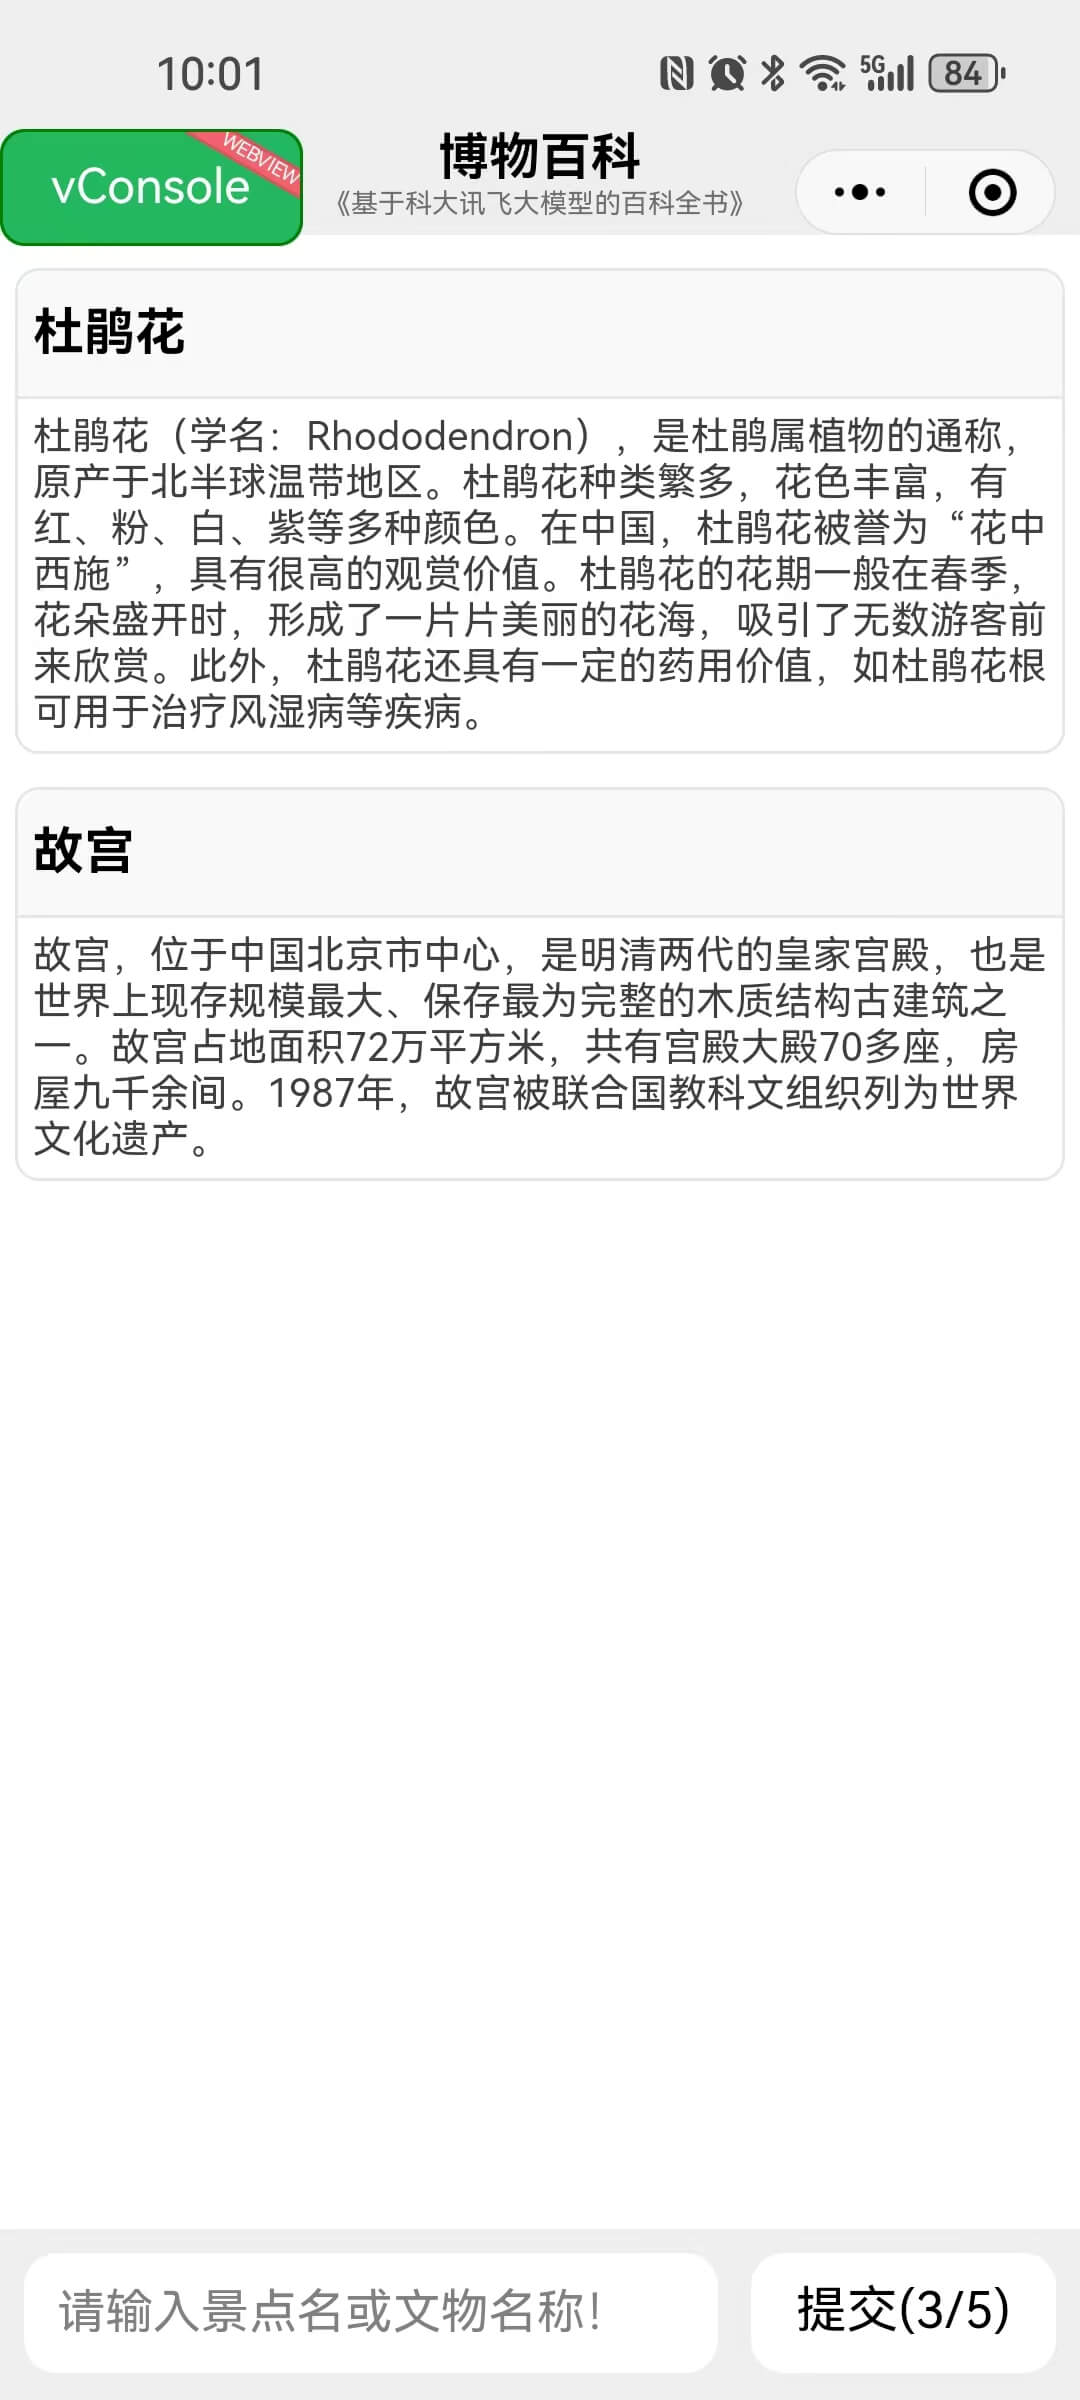 10:01
5G
84
vConsole
WEBVIEW
博物百科
《基于科大讯飞大模型的百科全书》
杜鹃花
杜鹃花（学名：Rhododendron），是杜鹃属植物的通称，
原产于北半球温带地区。杜鹃花种类繁多，花色丰富，有
红、粉、白、紫等多种颜色。在中国，杜鹃花被誉为“花中
西施”，具有很高的观赏价值。杜鹃花的花期一般在春季，
花朵盛开时，形成了一片片美丽的花海，吸引了无数游客前
来欣赏。此外，杜鹃花还具有一定的药用价值，如杜鹃花根
可用于治疗风湿病等疾病。
故宫
故宫，位于中国北京市中心，是明清两代的皇家宫殿，也是
世界上现存规模最大、保存最为完整的木质结构古建筑之
一。故宫占地面积72万平方米，共有宫殿大殿70多座，房
屋九千余间。1987年，故宫被联合国教科文组织列为世界
文化遗产。
请输入景点名或文物名称！
提交(3/5)